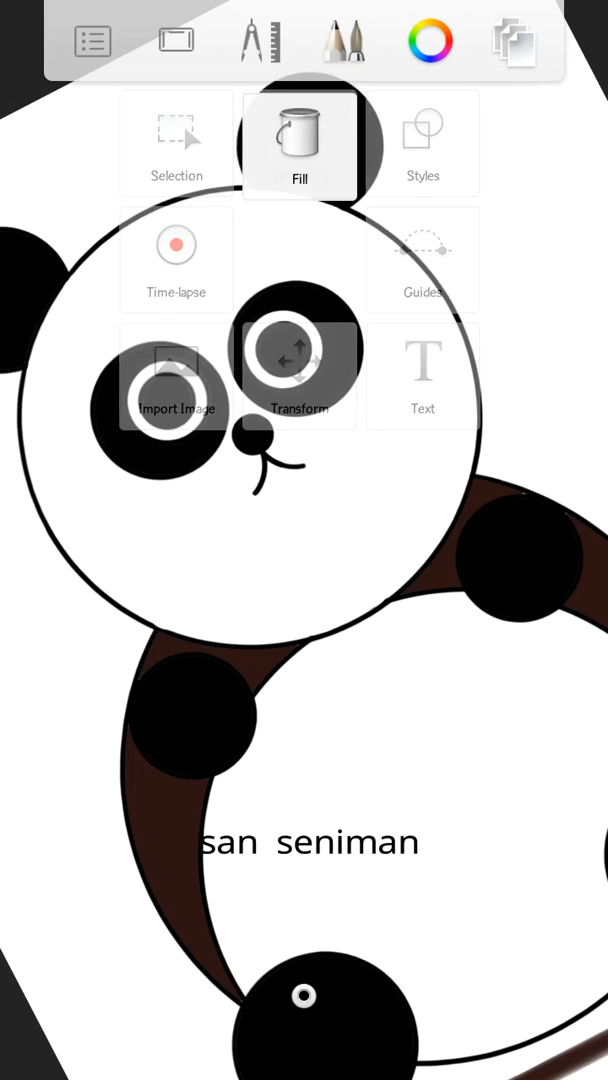 Selection
Fill
Styles
Time-lapse
Guides
Import Image
Transform
Text
san seniman